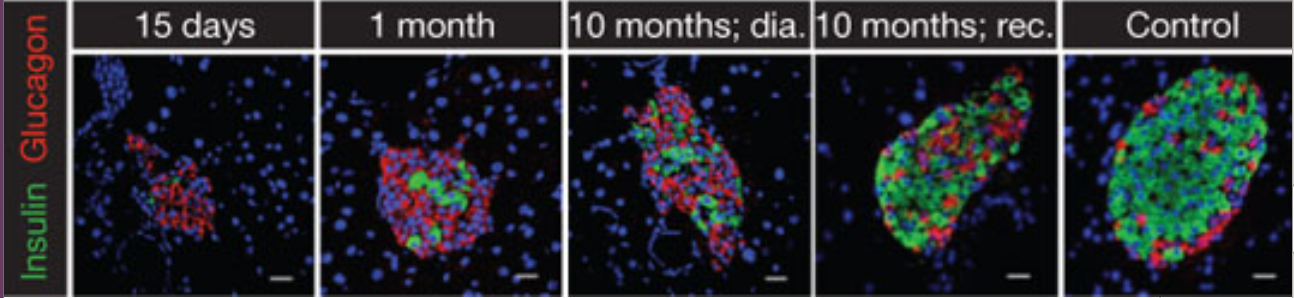 Insulin Glucagon
15 days
1 month
10 months; dia.
10 months; rec.
Control